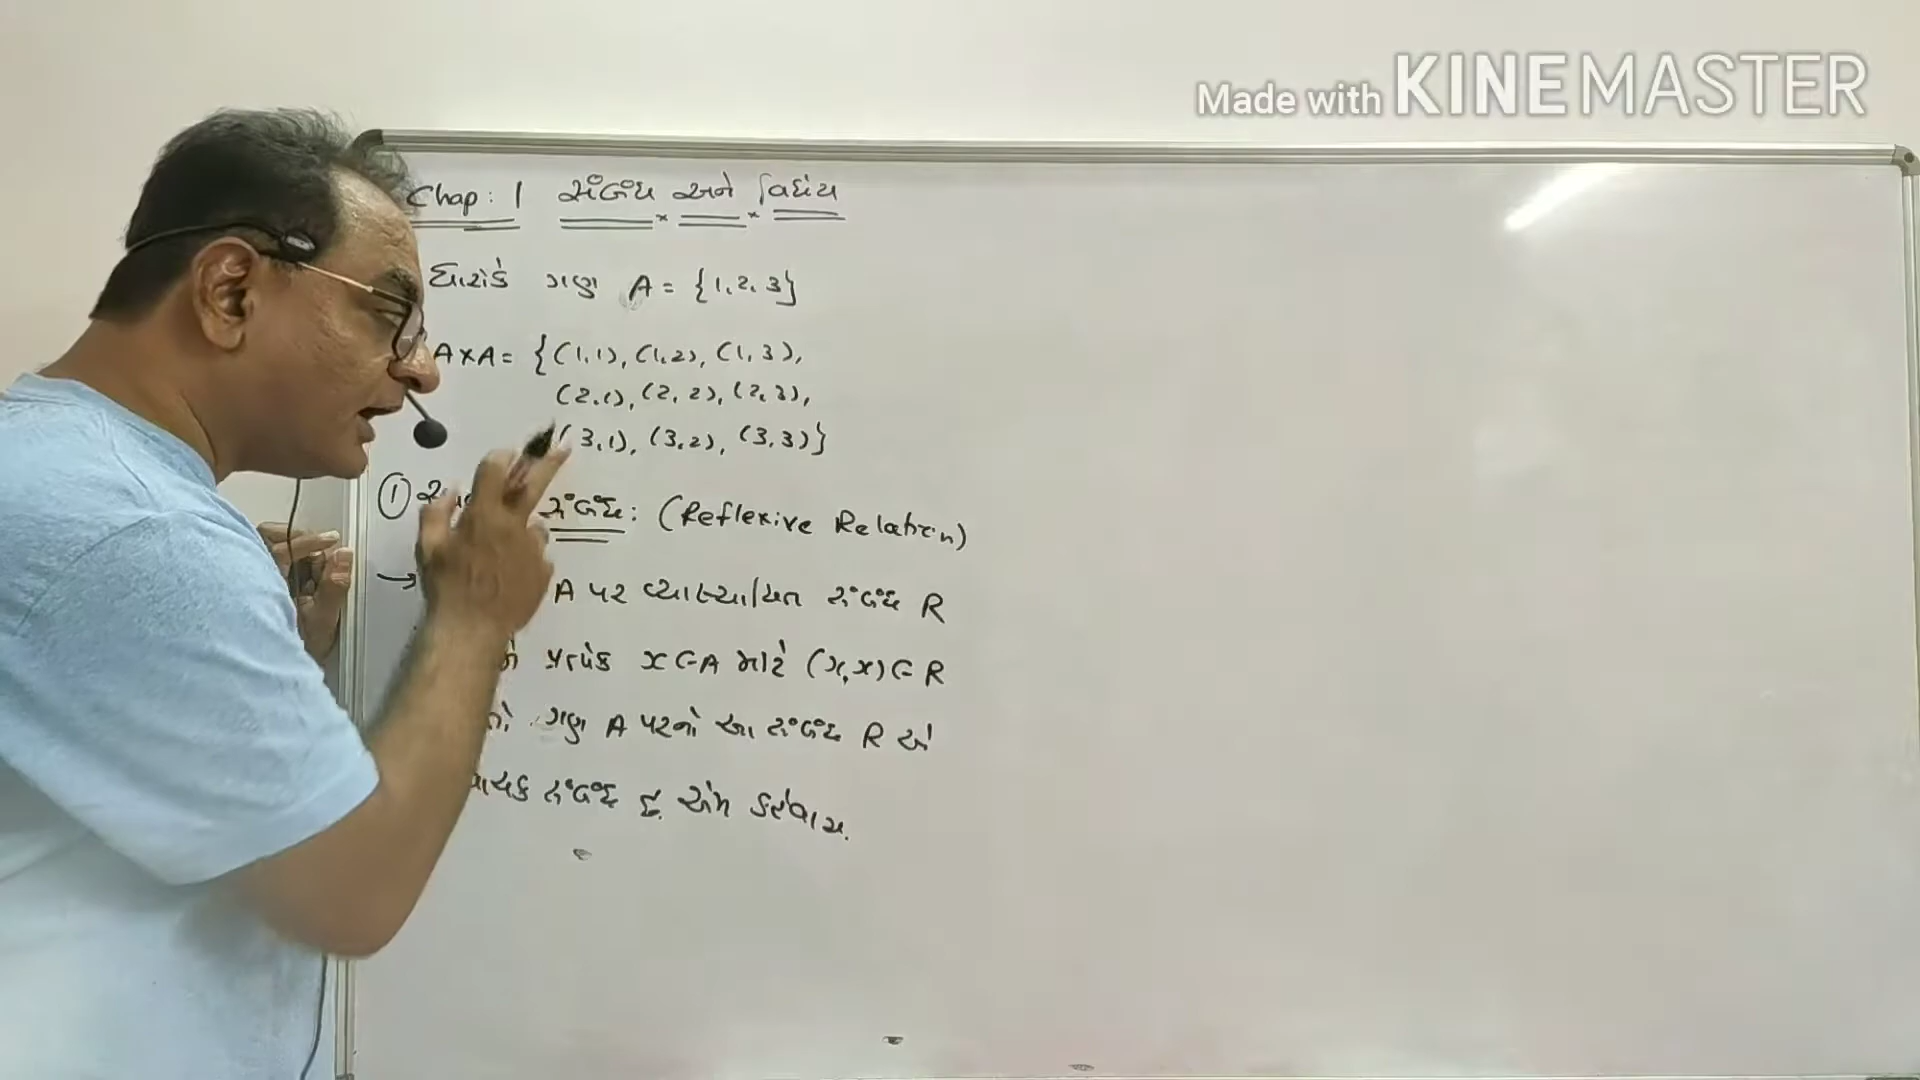 Made with KINEMASTER
Chap: 1 સંબંધ અને વિધેય
ધારોકે ગણ A = {1, 2, 3}
A×A = {(1,1), (1,2), (1,3),
(2,1), (2,2), (2,3),
(3,1), (3,2), (3,3)}
① સંબંધ: (Reflexive Relation)
→ A પર વ્યાખ્યાયિત સંબંધ R
પ્રત્યેક x∈A માટે (x,x)∈R
તો ગણ A પરનો આ સંબંધ R એ
સંબંધ છે એમ કહેવાય.